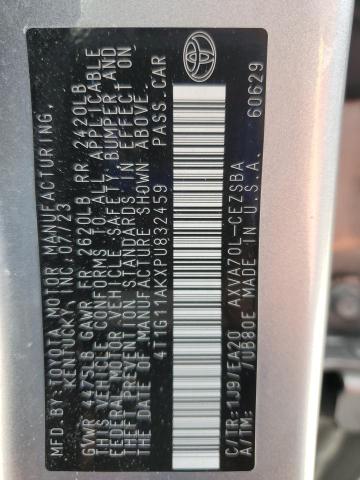 MFD. BY: TOYOTA MOTOR MANUFACTURING,
KENTUCKY, INC. 07/23
GVWR 4475LB GAWR FR 2620LB RR 2420LB
THIS VEHICLE CONFORMS TO ALL APPLICABLE
FEDERAL MOTOR VEHICLE SAFETY, BUMPER, AND
THEFT PREVENTION STANDARDS IN EFFECT ON
THE DATE OF MANUFACTURE SHOWN ABOVE.
4T1G11AKXPU832459 PASS. CAR
C/TR: 1J9/EA20 AXVA70L-CEZSBA
A/TM: /UB80E MADE IN U.S.A. 60629